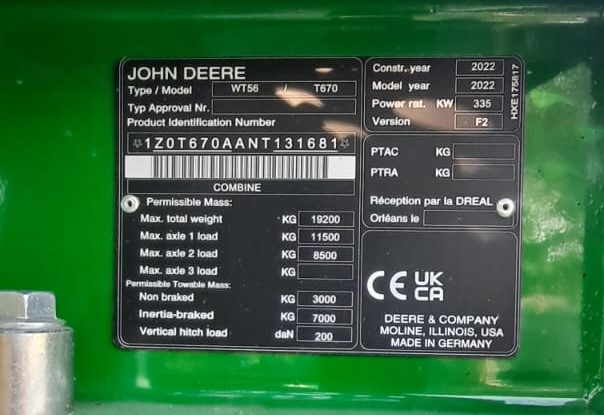 JOHN DEERE
Type / Model WT56 / T670
Typ Approval Nr.
Product Identification Number
☆1Z0T670AANT131681☆
COMBINE
Permissible Mass:
Max. total weight KG 19200
Max. axle 1 load KG 11500
Max. axle 2 load KG 8500
Max. axle 3 load KG
Permissible Towable Mass:
Non braked KG 3000
Inertia-braked KG 7000
Vertical hitch load daN 200
Constr. year 2022
Model year 2022
Power rat. KW 335
Version F2
HXE175817
PTAC KG
PTRA KG
Réception par la DREAL
Orléans le
CE UK
CA
DEERE & COMPANY
MOLINE, ILLINOIS, USA
MADE IN GERMANY